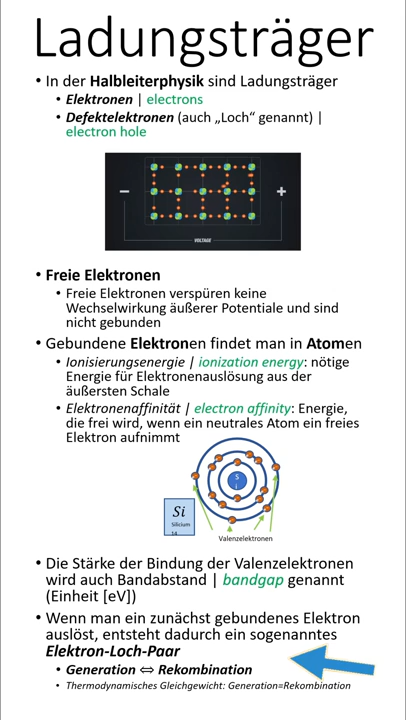 Ladungsträger
• In der Halbleiterphysik sind Ladungsträger
• Elektronen | electrons
• Defektelektronen (auch „Loch“ genannt) |
electron hole
− +
VOLTAGE
• Freie Elektronen
• Freie Elektronen verspüren keine
Wechselwirkung äußerer Potentiale und sind
nicht gebunden
• Gebundene Elektronen findet man in Atomen
• Ionisierungsenergie | ionization energy: nötige
Energie für Elektronenauslösung aus der
äußersten Schale
• Elektronenaffinität | electron affinity: Energie,
die frei wird, wenn ein neutrales Atom ein freies
Elektron aufnimmt
S
i
Si
Silicium
14
Valenzelektronen
• Die Stärke der Bindung der Valenzelektronen
wird auch Bandabstand | bandgap genannt
(Einheit [eV])
• Wenn man ein zunächst gebundenes Elektron
auslöst, entsteht dadurch ein sogenanntes
Elektron-Loch-Paar
• Generation ⇔ Rekombination
• Thermodynamisches Gleichgewicht: Generation=Rekombination